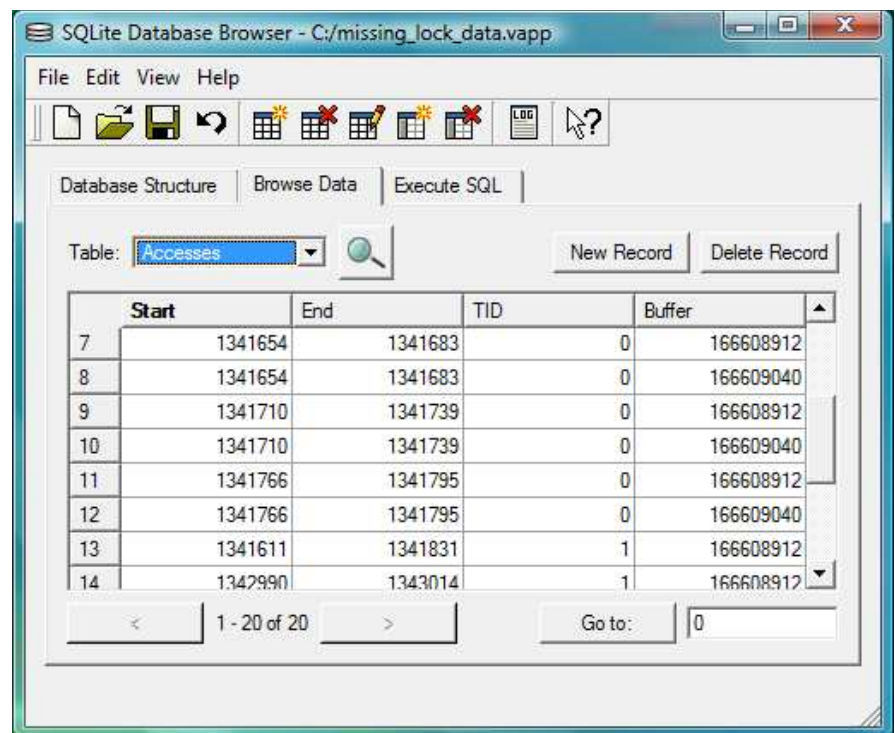 SQLite Database Browser - C:/missing_lock_data.vapp
File Edit View Help
LOG ?
Database Structure Browse Data Execute SQL
Table: Accesses New Record Delete Record
Start End TID Buffer
7 1341654 1341683 0 166608912
8 1341654 1341683 0 166609040
9 1341710 1341739 0 166608912
10 1341710 1341739 0 166609040
11 1341766 1341795 0 166608912
12 1341766 1341795 0 166609040
13 1341611 1341831 1 166608912
14 1342990 1343014 1 166608912
< 1 - 20 of 20 > Go to: 0